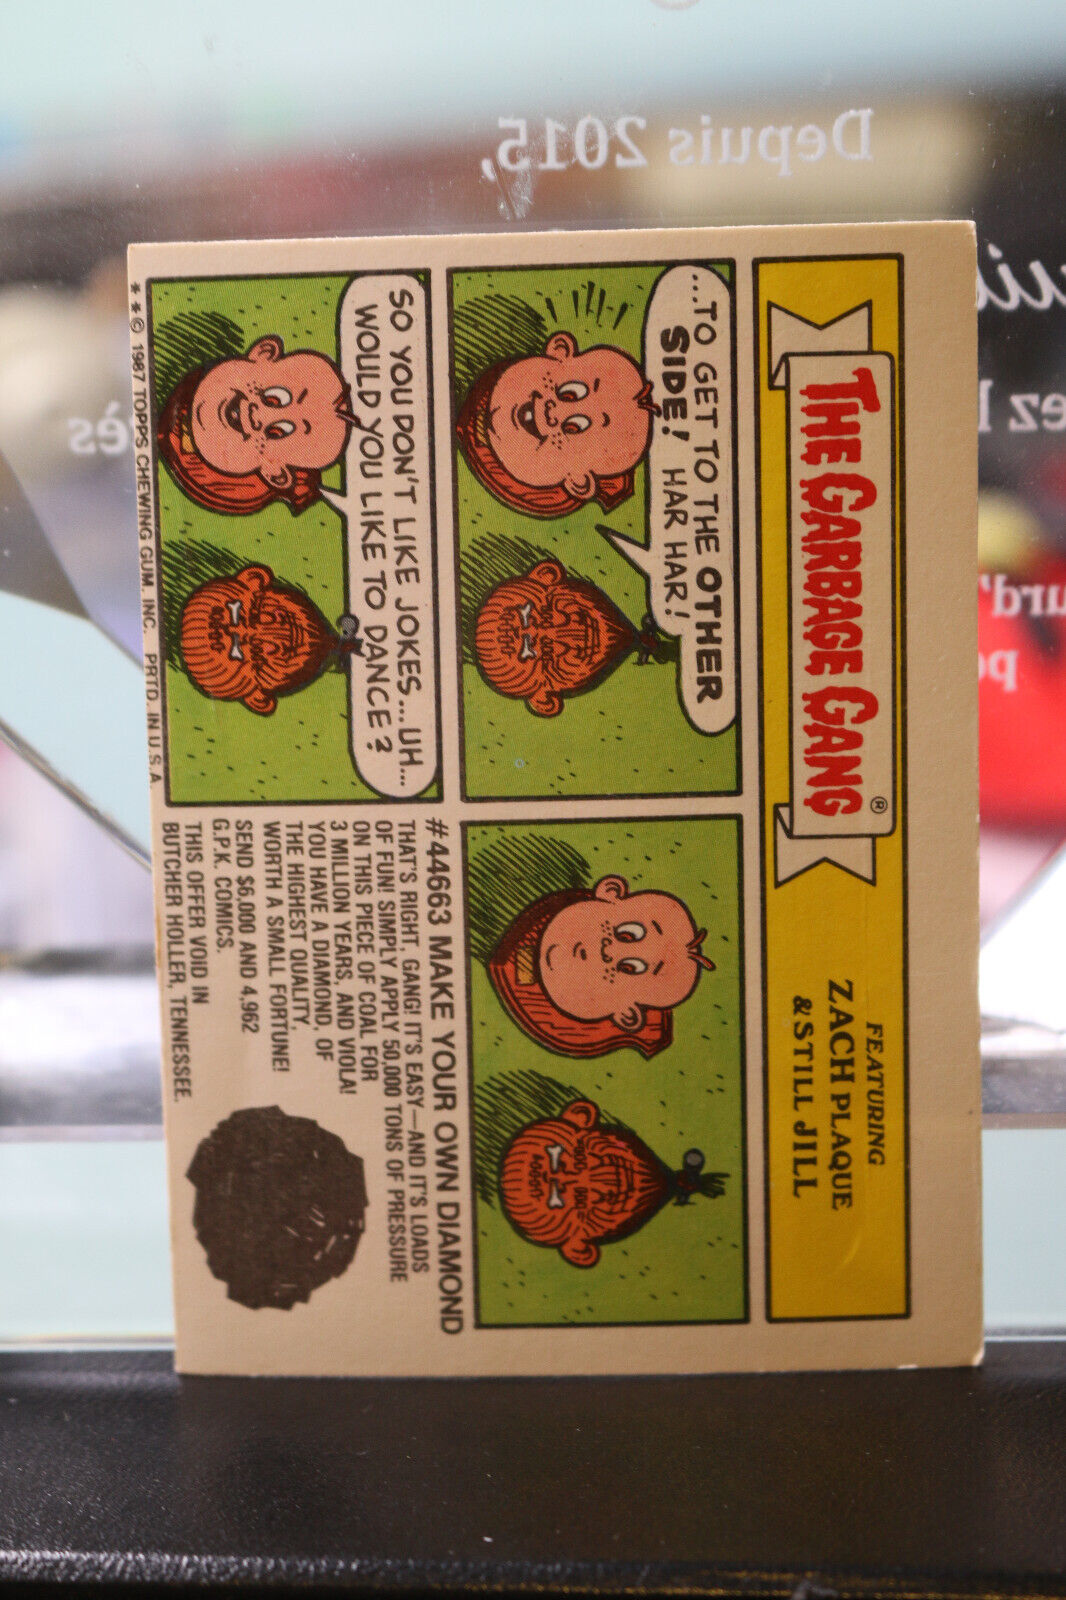 Depuis 2015,
THE GARBAGE GANG®
FEATURING
ZACH PLAQUE
& STILL JILL
...TO GET TO THE OTHER
SIDE! HAR HAR!
SO YOU DON'T LIKE JOKES...UH...
WOULD YOU LIKE TO DANCE?
#44663 MAKE YOUR OWN DIAMOND
THAT'S RIGHT, GANG! IT'S EASY—AND IT'S LOADS
OF FUN! SIMPLY APPLY 50,000 TONS OF PRESSURE
ON THIS PIECE OF COAL FOR
3 MILLION YEARS, AND VIOLA!
YOU HAVE A DIAMOND, OF
THE HIGHEST QUALITY,
WORTH A SMALL FORTUNE!
SEND $6,000 AND 4,962
G.P.K. COMICS.
THIS OFFER VOID IN
BUTCHER HOLLER, TENNESSEE.
** © 1987 TOPPS CHEWING GUM, INC. PRTD. IN U.S.A.